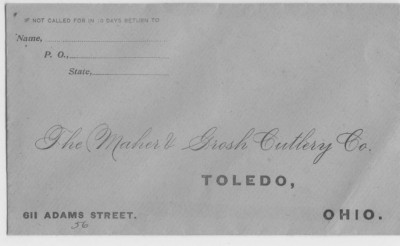 IF NOT CALLED FOR IN 10 DAYS RETURN TO
Name,
P. O.,
State,
The Maher & Grosh Cutlery Co.
TOLEDO,
611 ADAMS STREET. OHIO.
56